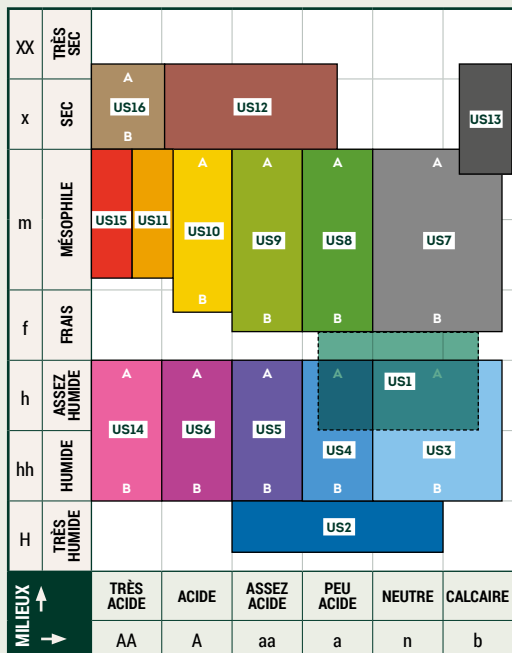 XX TRÈS SEC
x SEC
m MÉSOPHILE
f FRAIS
h ASSEZ HUMIDE
hh HUMIDE
H TRÈS HUMIDE
A A
US16 US12 US13
B
A A A A
US15 US11 US10 US9 US8 US7
B B B B
A A A A A
US1
US14 US6 US5 US4 US3
B B B B B
US2
MILIEUX
TRÈS ACIDE ACIDE ASSEZ ACIDE PEU ACIDE NEUTRE CALCAIRE
AA A aa a n b